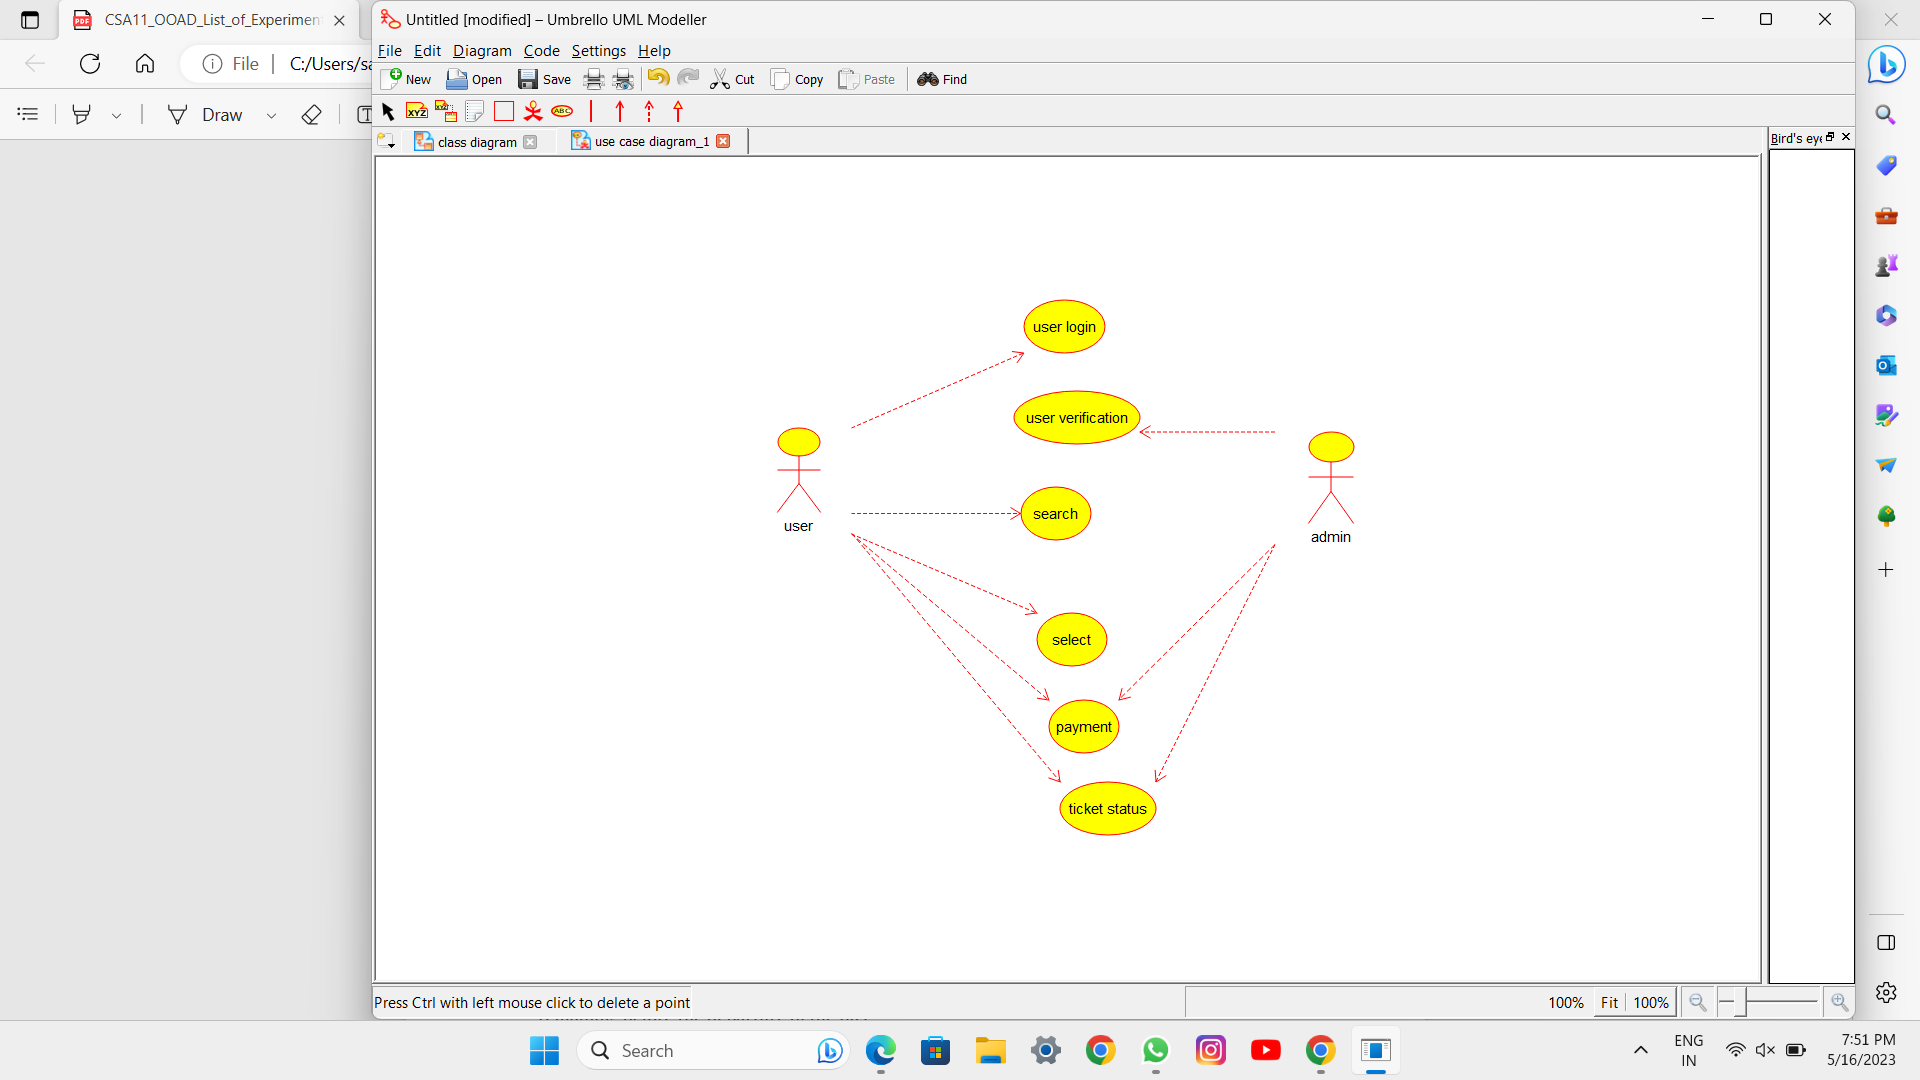 CSA11_OOAD_List_of_Experimen
Untitled [modified] – Umbrello UML Modeller
File Edit Diagram Code Settings Help
File C:/Users/sa
New Open Save Cut Copy Paste Find
Draw
XYZ XYZ ABC
class diagram use case diagram_1
Bird's eye
user login
user verification
user
search
admin
select
payment
ticket status
Press Ctrl with left mouse click to delete a point
100% Fit 100%
Search
ENG
IN
7:51 PM
5/16/2023